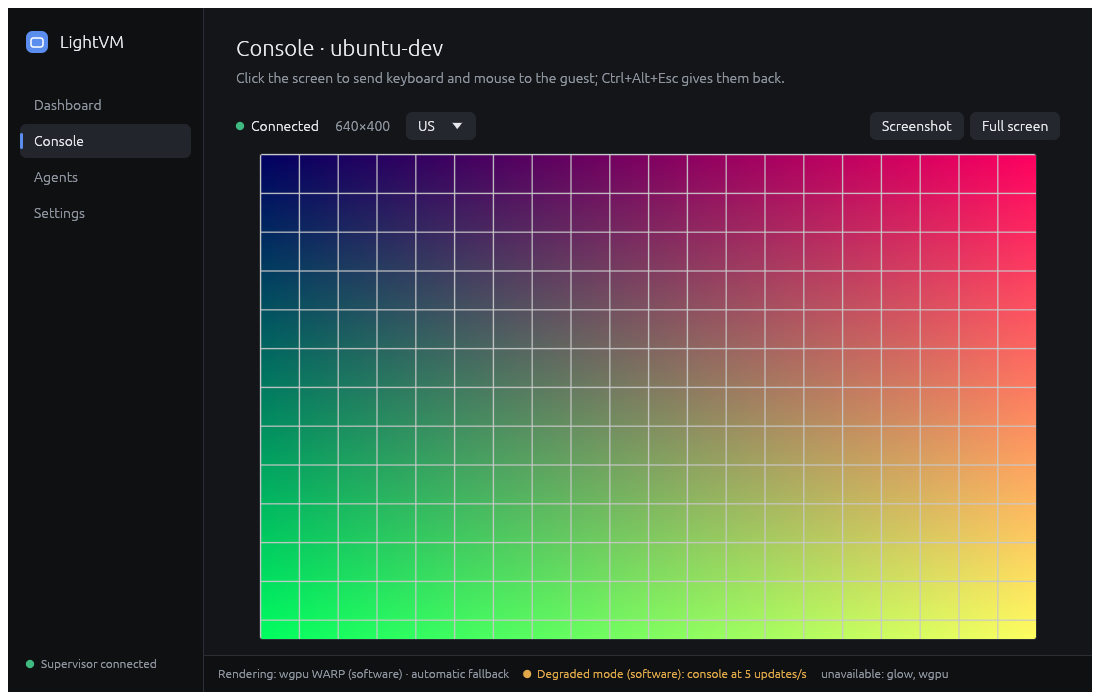 LightVM
Dashboard
Console
Agents
Settings
Supervisor connected
Console · ubuntu-dev
Click the screen to send keyboard and mouse to the guest; Ctrl+Alt+Esc gives them back.
Connected 640×400 US Screenshot Full screen
Rendering: wgpu WARP (software) · automatic fallback Degraded mode (software): console at 5 updates/s unavailable: glow, wgpu